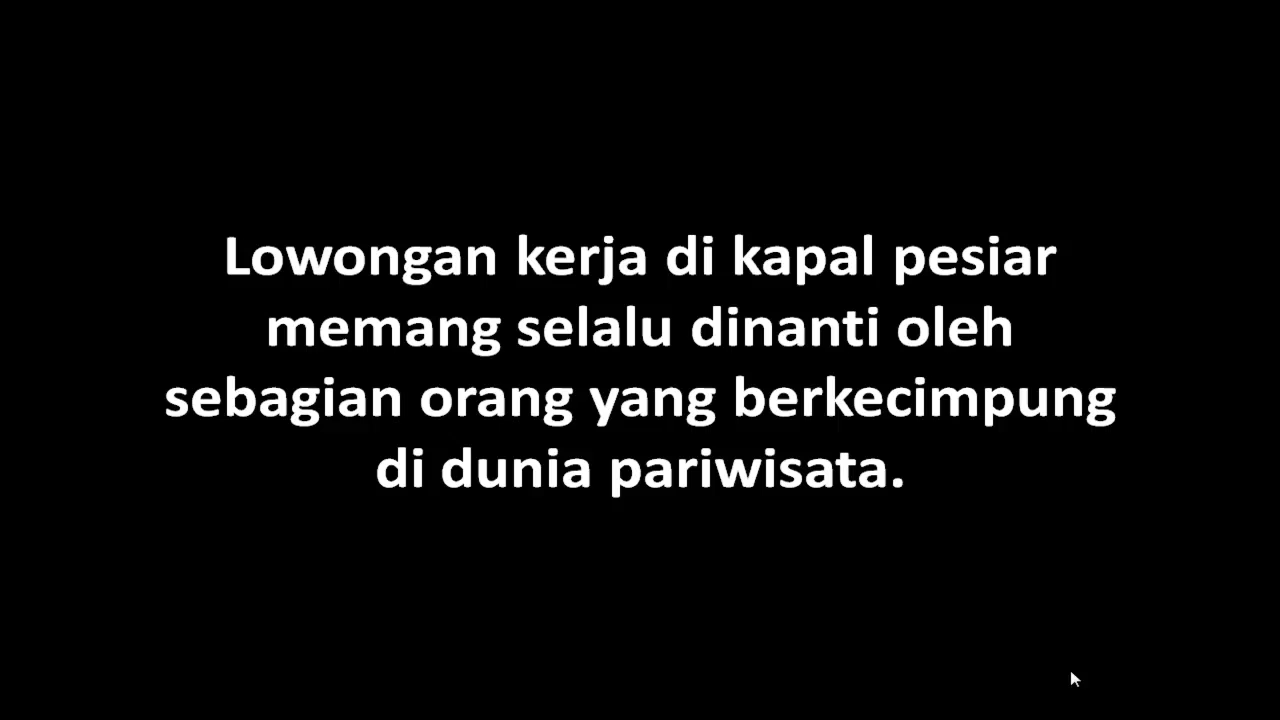 Lowongan kerja di kapal pesiar
memang selalu dinanti oleh
sebagian orang yang berkecimpung
di dunia pariwisata.